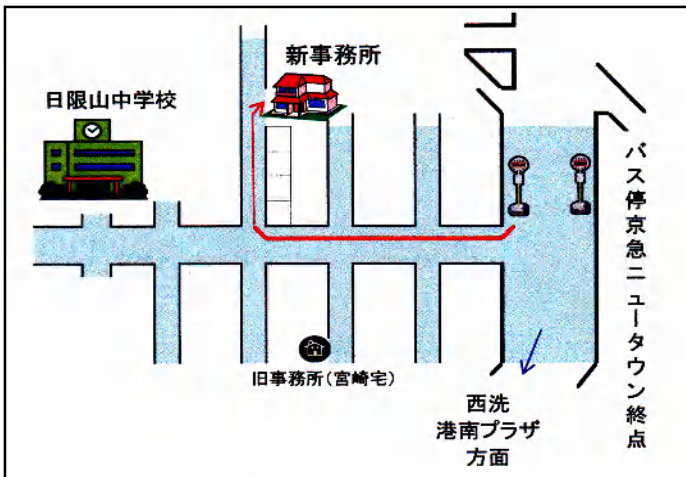 新事務所
日限山中学校
バス停京急ニュータウン終点
旧事務所(宮崎宅)
西洗
港南プラザ
方面